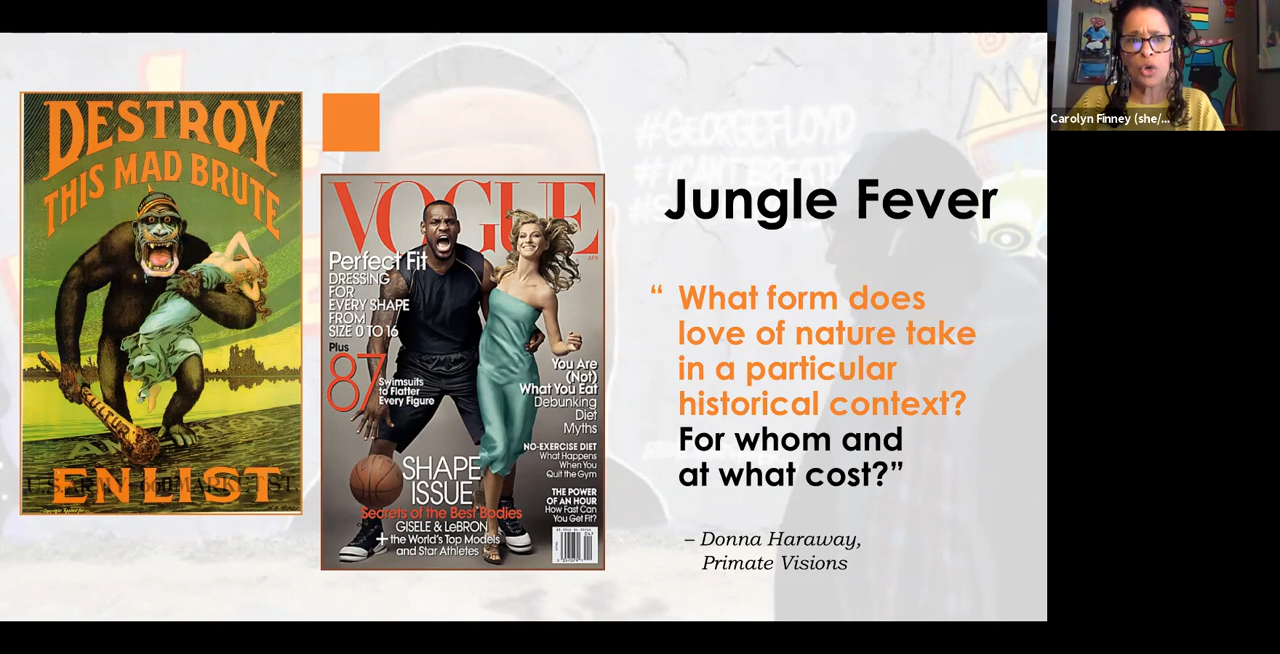 DESTROY
THIS MAD BRUTE
KULTUR
ENLIST
VOGUE
APR
Perfect Fit
DRESSING
FOR
EVERY SHAPE
FROM
SIZE 0 TO 16
Plus
87
Swimsuits
to Flatter
Every Figure
You Are
(Not)
What You Eat
Debunking
Diet
Myths
NO-EXERCISE DIET
What Happens
When You
Quit the Gym
THE POWER
OF AN HOUR
How Fast Can
You Get Fit?
SHAPE
ISSUE
Secrets of the Best Bodies
GISELE & LeBRON
+ the World's Top Models
and Star Athletes
#GEORGEFLOYD
Jungle Fever
“ What form does
love of nature take
in a particular
historical context?
For whom and
at what cost?”
– Donna Haraway,
Primate Visions
Carolyn Finney (she/...